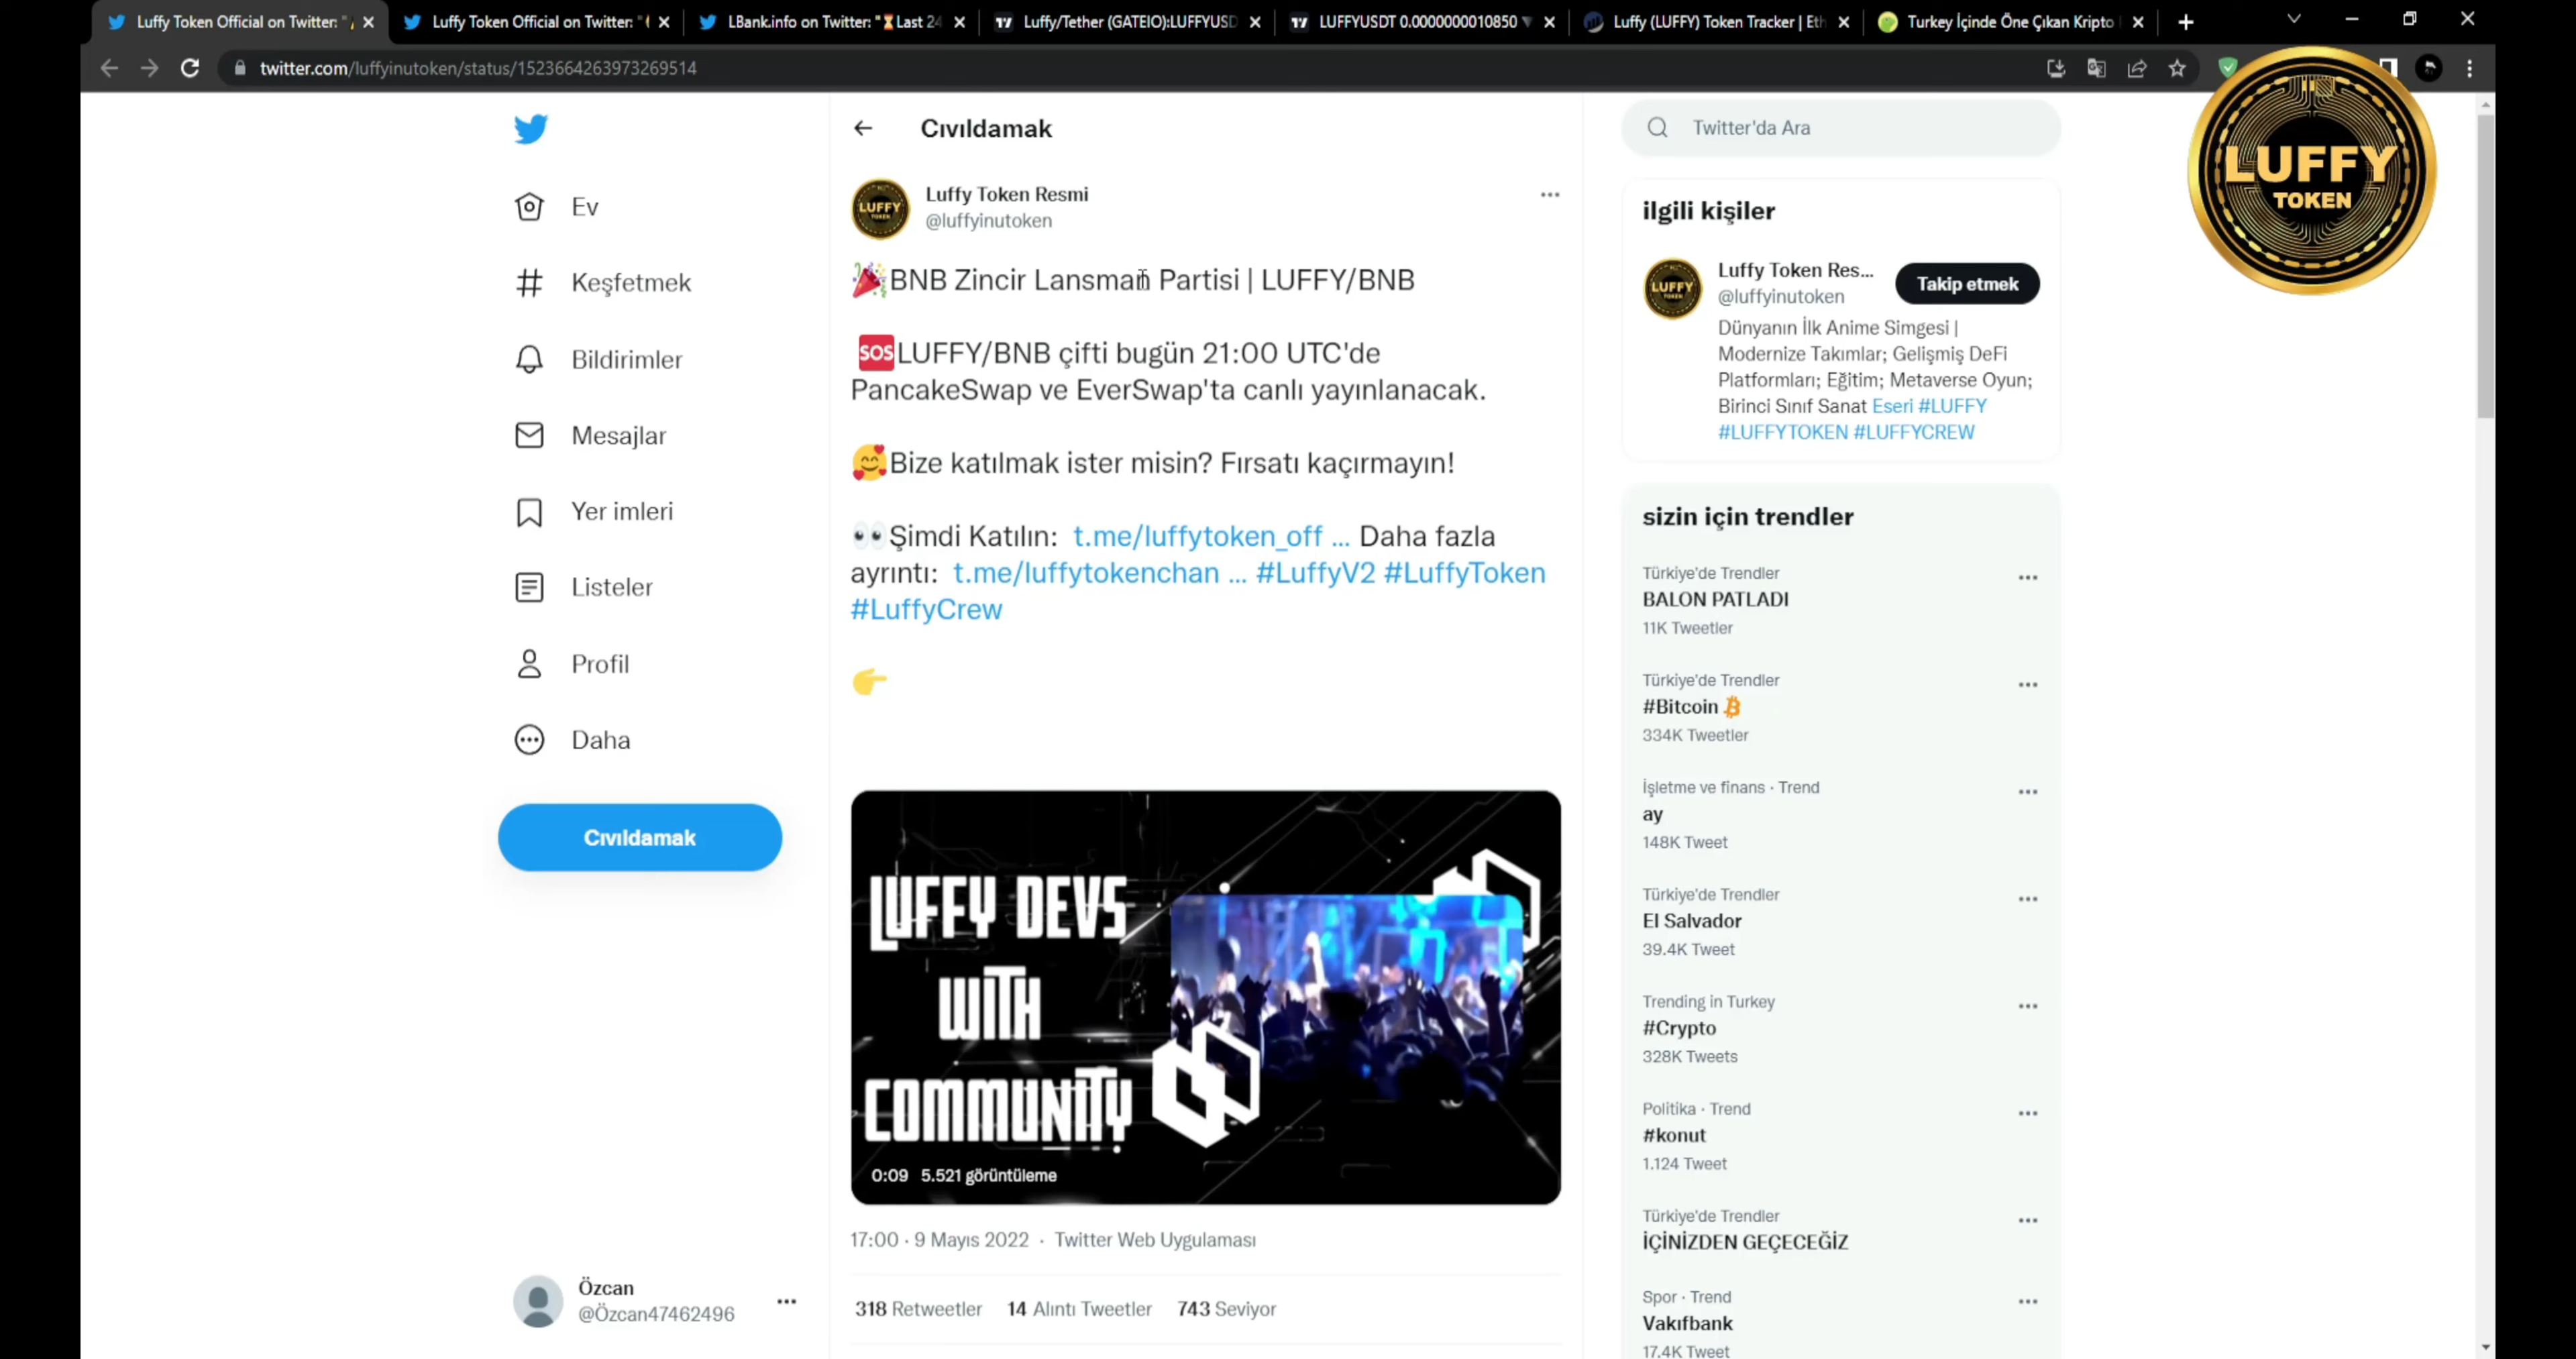 Luffy Token Official on Twitter: "
Luffy Token Official on Twitter: "
LBank.info on Twitter: "⏳Last 24
Luffy/Tether (GATEIO):LUFFYUSD
LUFFYUSDT 0.0000000010850 ▼
Luffy (LUFFY) Token Tracker | Eth
Turkey İçinde Öne Çıkan Kripto
twitter.com/luffyinutoken/status/1523664263973269514
LUFFY
TOKEN
Ev
Keşfetmek
Bildirimler
Mesajlar
Yer imleri
Listeler
Profil
Daha
Cıvıldamak
Özcan
@Özcan47462496
Cıvıldamak
LUFFY
TOKEN
Luffy Token Resmi
@luffyinutoken
🎉BNB Zincir Lansman Partisi | LUFFY/BNB
🆘LUFFY/BNB çifti bugün 21:00 UTC'de
PancakeSwap ve EverSwap'ta canlı yayınlanacak.
🥰Bize katılmak ister misin? Fırsatı kaçırmayın!
👀Şimdi Katılın: t.me/luffytoken_off ... Daha fazla
ayrıntı: t.me/luffytokenchan ... #LuffyV2 #LuffyToken
#LuffyCrew
👉
LUFFY DEVS
WITH
COMMUNITY
0:09 5.521 görüntüleme
17:00 · 9 Mayıs 2022 · Twitter Web Uygulaması
318 Retweetler 14 Alıntı Tweetler 743 Seviyor
Twitter'da Ara
ilgili kişiler
LUFFY
TOKEN
Luffy Token Res...
@luffyinutoken
Takip etmek
Dünyanın İlk Anime Simgesi |
Modernize Takımlar; Gelişmiş DeFi
Platformları; Eğitim; Metaverse Oyun;
Birinci Sınıf Sanat Eseri #LUFFY
#LUFFYTOKEN #LUFFYCREW
sizin için trendler
Türkiye'de Trendler
BALON PATLADI
11K Tweetler
Türkiye'de Trendler
#Bitcoin
334K Tweetler
İşletme ve finans · Trend
ay
148K Tweet
Türkiye'de Trendler
El Salvador
39.4K Tweet
Trending in Turkey
#Crypto
328K Tweets
Politika · Trend
#konut
1.124 Tweet
Türkiye'de Trendler
İÇİNİZDEN GEÇECEĞİZ
Spor · Trend
Vakıfbank
17.4K Tweet